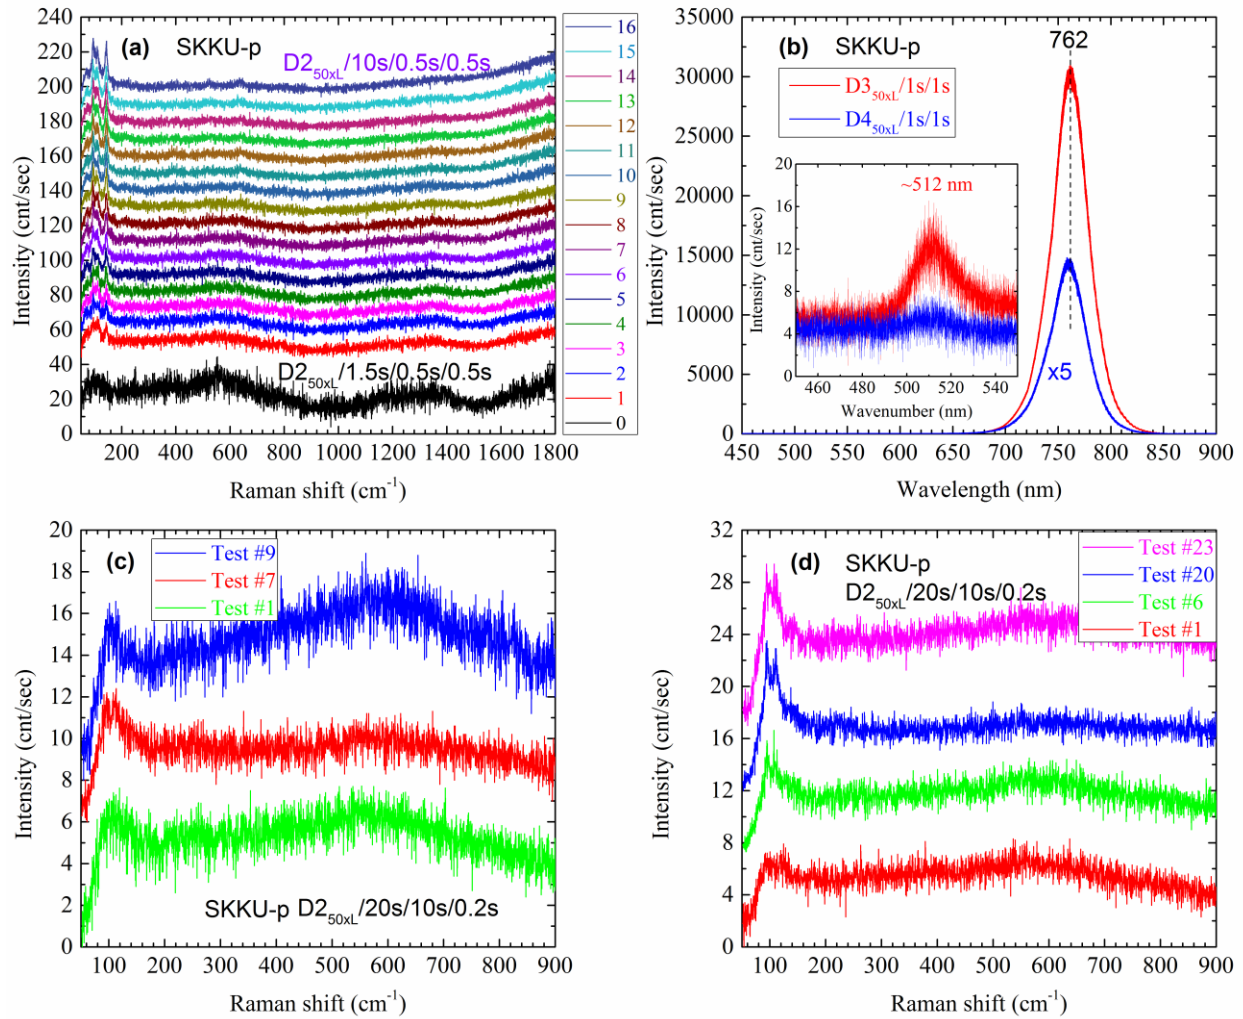 (a)
SKKU-p
D2₅₀ₓL/10s/0.5s/0.5s
D2₅₀ₓL/1.5s/0.5s/0.5s
240
220
200
180
160
140
120
100
80
60
40
20
0
Intensity (cnt/sec)
200 400 600 800 1000 1200 1400 1600 1800
Raman shift (cm⁻¹)
16
15
14
13
12
11
10
9
8
7
6
5
4
3
2
1
0
(b)
SKKU-p
762
D3₅₀ₓL/1s/1s
D4₅₀ₓL/1s/1s
x5
35000
30000
25000
20000
15000
10000
5000
0
Intensity (cnt/sec)
450 500 550 600 650 700 750 800 850 900
Wavelength (nm)
~512 nm
20
16
12
8
4
0
Intensity (cnt/sec)
460 480 500 520 540
Wavenumber (nm)
(c)
Test #9
Test #7
Test #1
SKKU-p D2₅₀ₓL/20s/10s/0.2s
20
18
16
14
12
10
8
6
4
2
0
Intensity (cnt/sec)
100 200 300 400 500 600 700 800 900
Raman shift (cm⁻¹)
(d)
SKKU-p
D2₅₀ₓL/20s/10s/0.2s
Test #23
Test #20
Test #6
Test #1
32
28
24
20
16
12
8
4
0
Intensity (cnt/sec)
100 200 300 400 500 600 700 800 900
Raman shift (cm⁻¹)